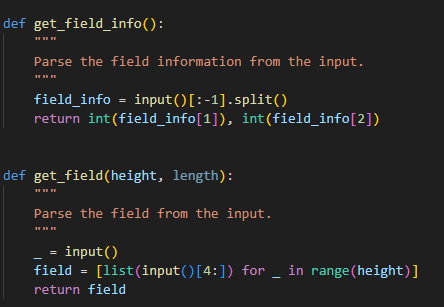 def get_field_info():
    """
    Parse the field information from the input.
    """
    field_info = input()[:-1].split()
    return int(field_info[1]), int(field_info[2])
def get_field(height, length):
    """
    Parse the field from the input.
    """
    _ = input()
    field = [list(input()[4:]) for _ in range(height)]
    return field